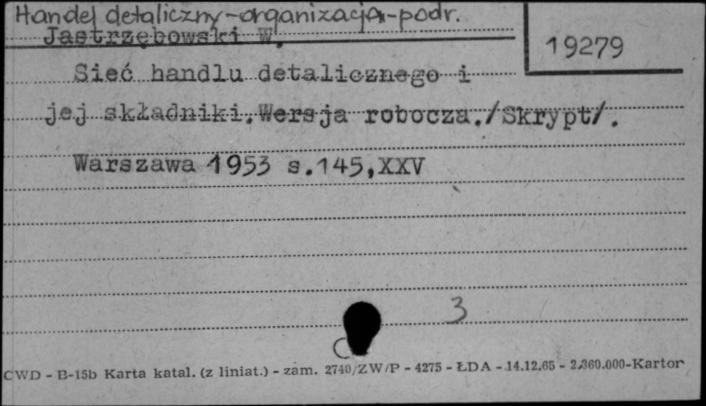 Handel detaliczny-organizacja-podr.
Jastrzębowski W.
19279
Sieć handlu detalicznego i
jej składniki.Wersja robocza./Skrypt/.
Warszawa 1953 s.145,XXV
3
CWD - B-15b Karta katal. (z liniat.) - zam. 2740/ZW/P - 4275 - ŁDA - 14.12.65 - 2.360.000-Karton